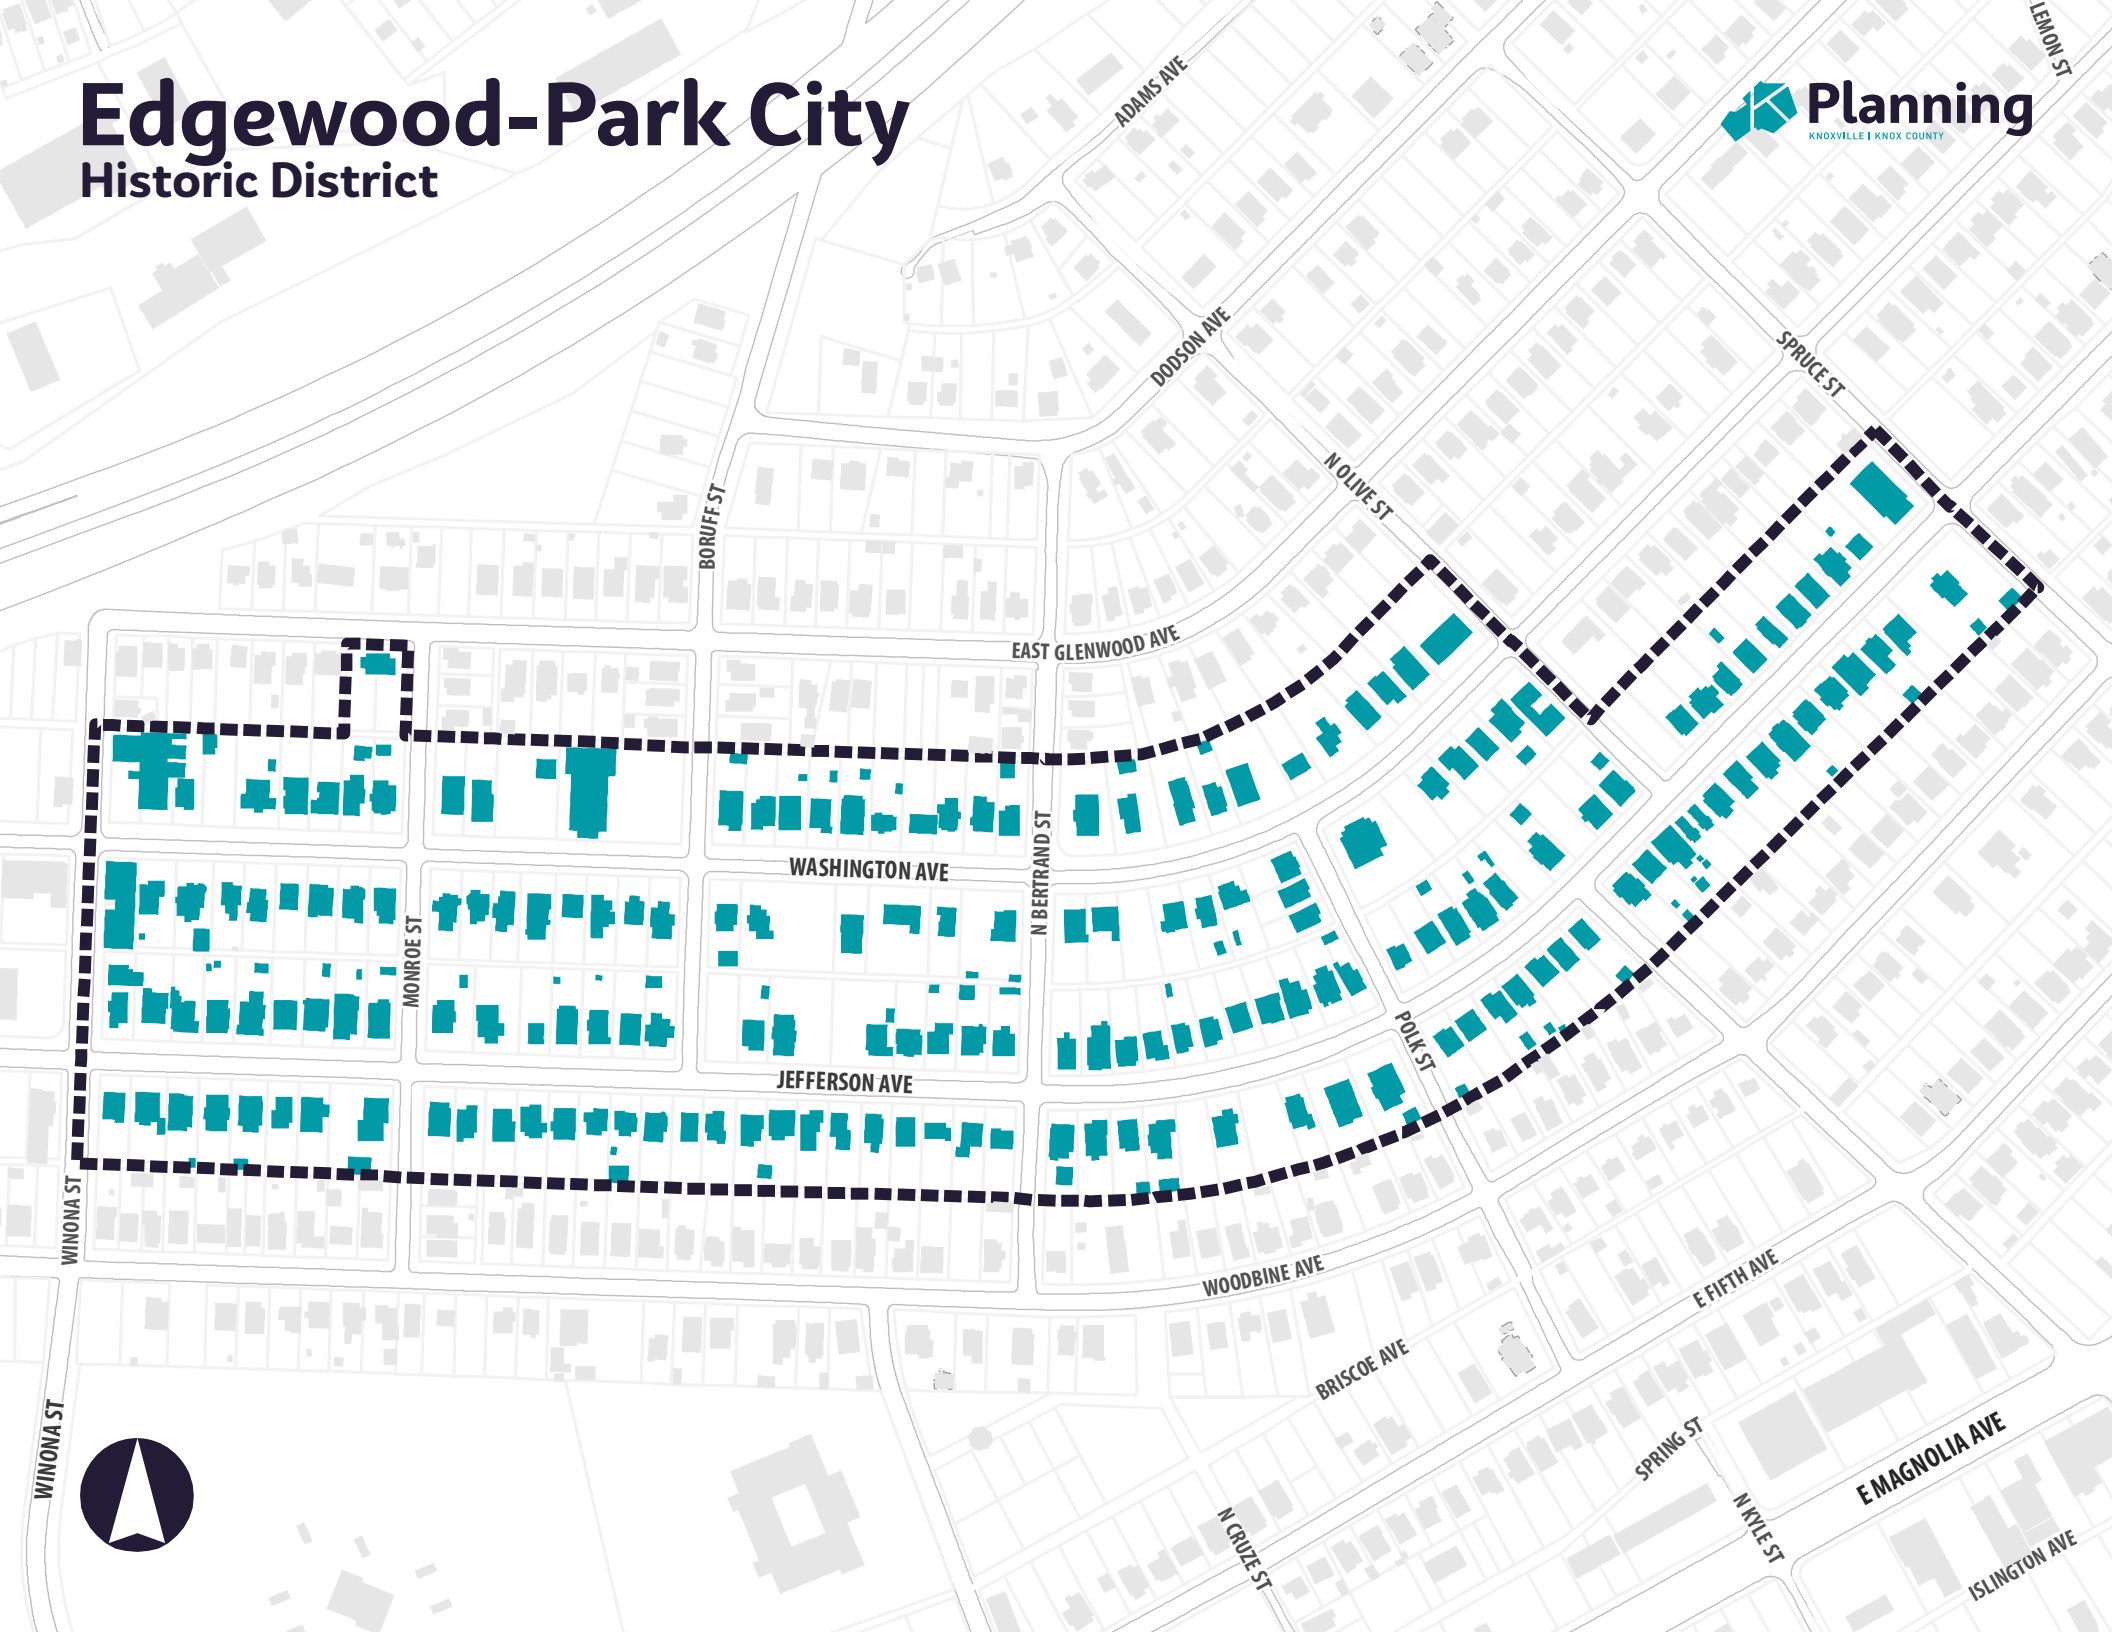 Edgewood-Park City
Historic District
Planning
KNOXVILLE | KNOX COUNTY
LEMON ST
ADAMS AVE
DODSON AVE
SPRUCE ST
N OLIVE ST
BORUFF ST
EAST GLENWOOD AVE
WASHINGTON AVE
N BERTRAND ST
MONROE ST
POLK ST
JEFFERSON AVE
WINONA ST
WOODBINE AVE
E FIFTH AVE
BRISCOE AVE
WINONA ST
SPRING ST
E MAGNOLIA AVE
N CRUZE ST
N KYLE ST
ISLINGTON AVE